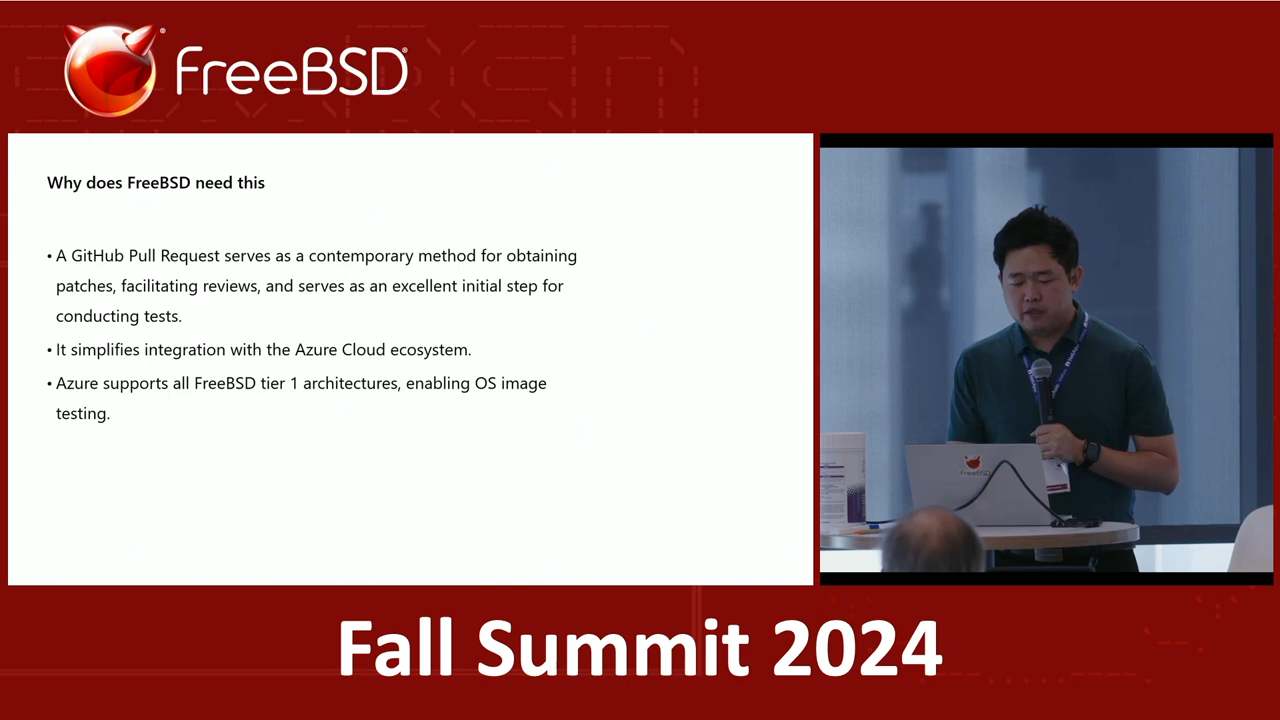 FreeBSD
Why does FreeBSD need this
• A GitHub Pull Request serves as a contemporary method for obtaining
patches, facilitating reviews, and serves as an excellent initial step for
conducting tests.
• It simplifies integration with the Azure Cloud ecosystem.
• Azure supports all FreeBSD tier 1 architectures, enabling OS image
testing.
FreeBSD
Fall Summit 2024